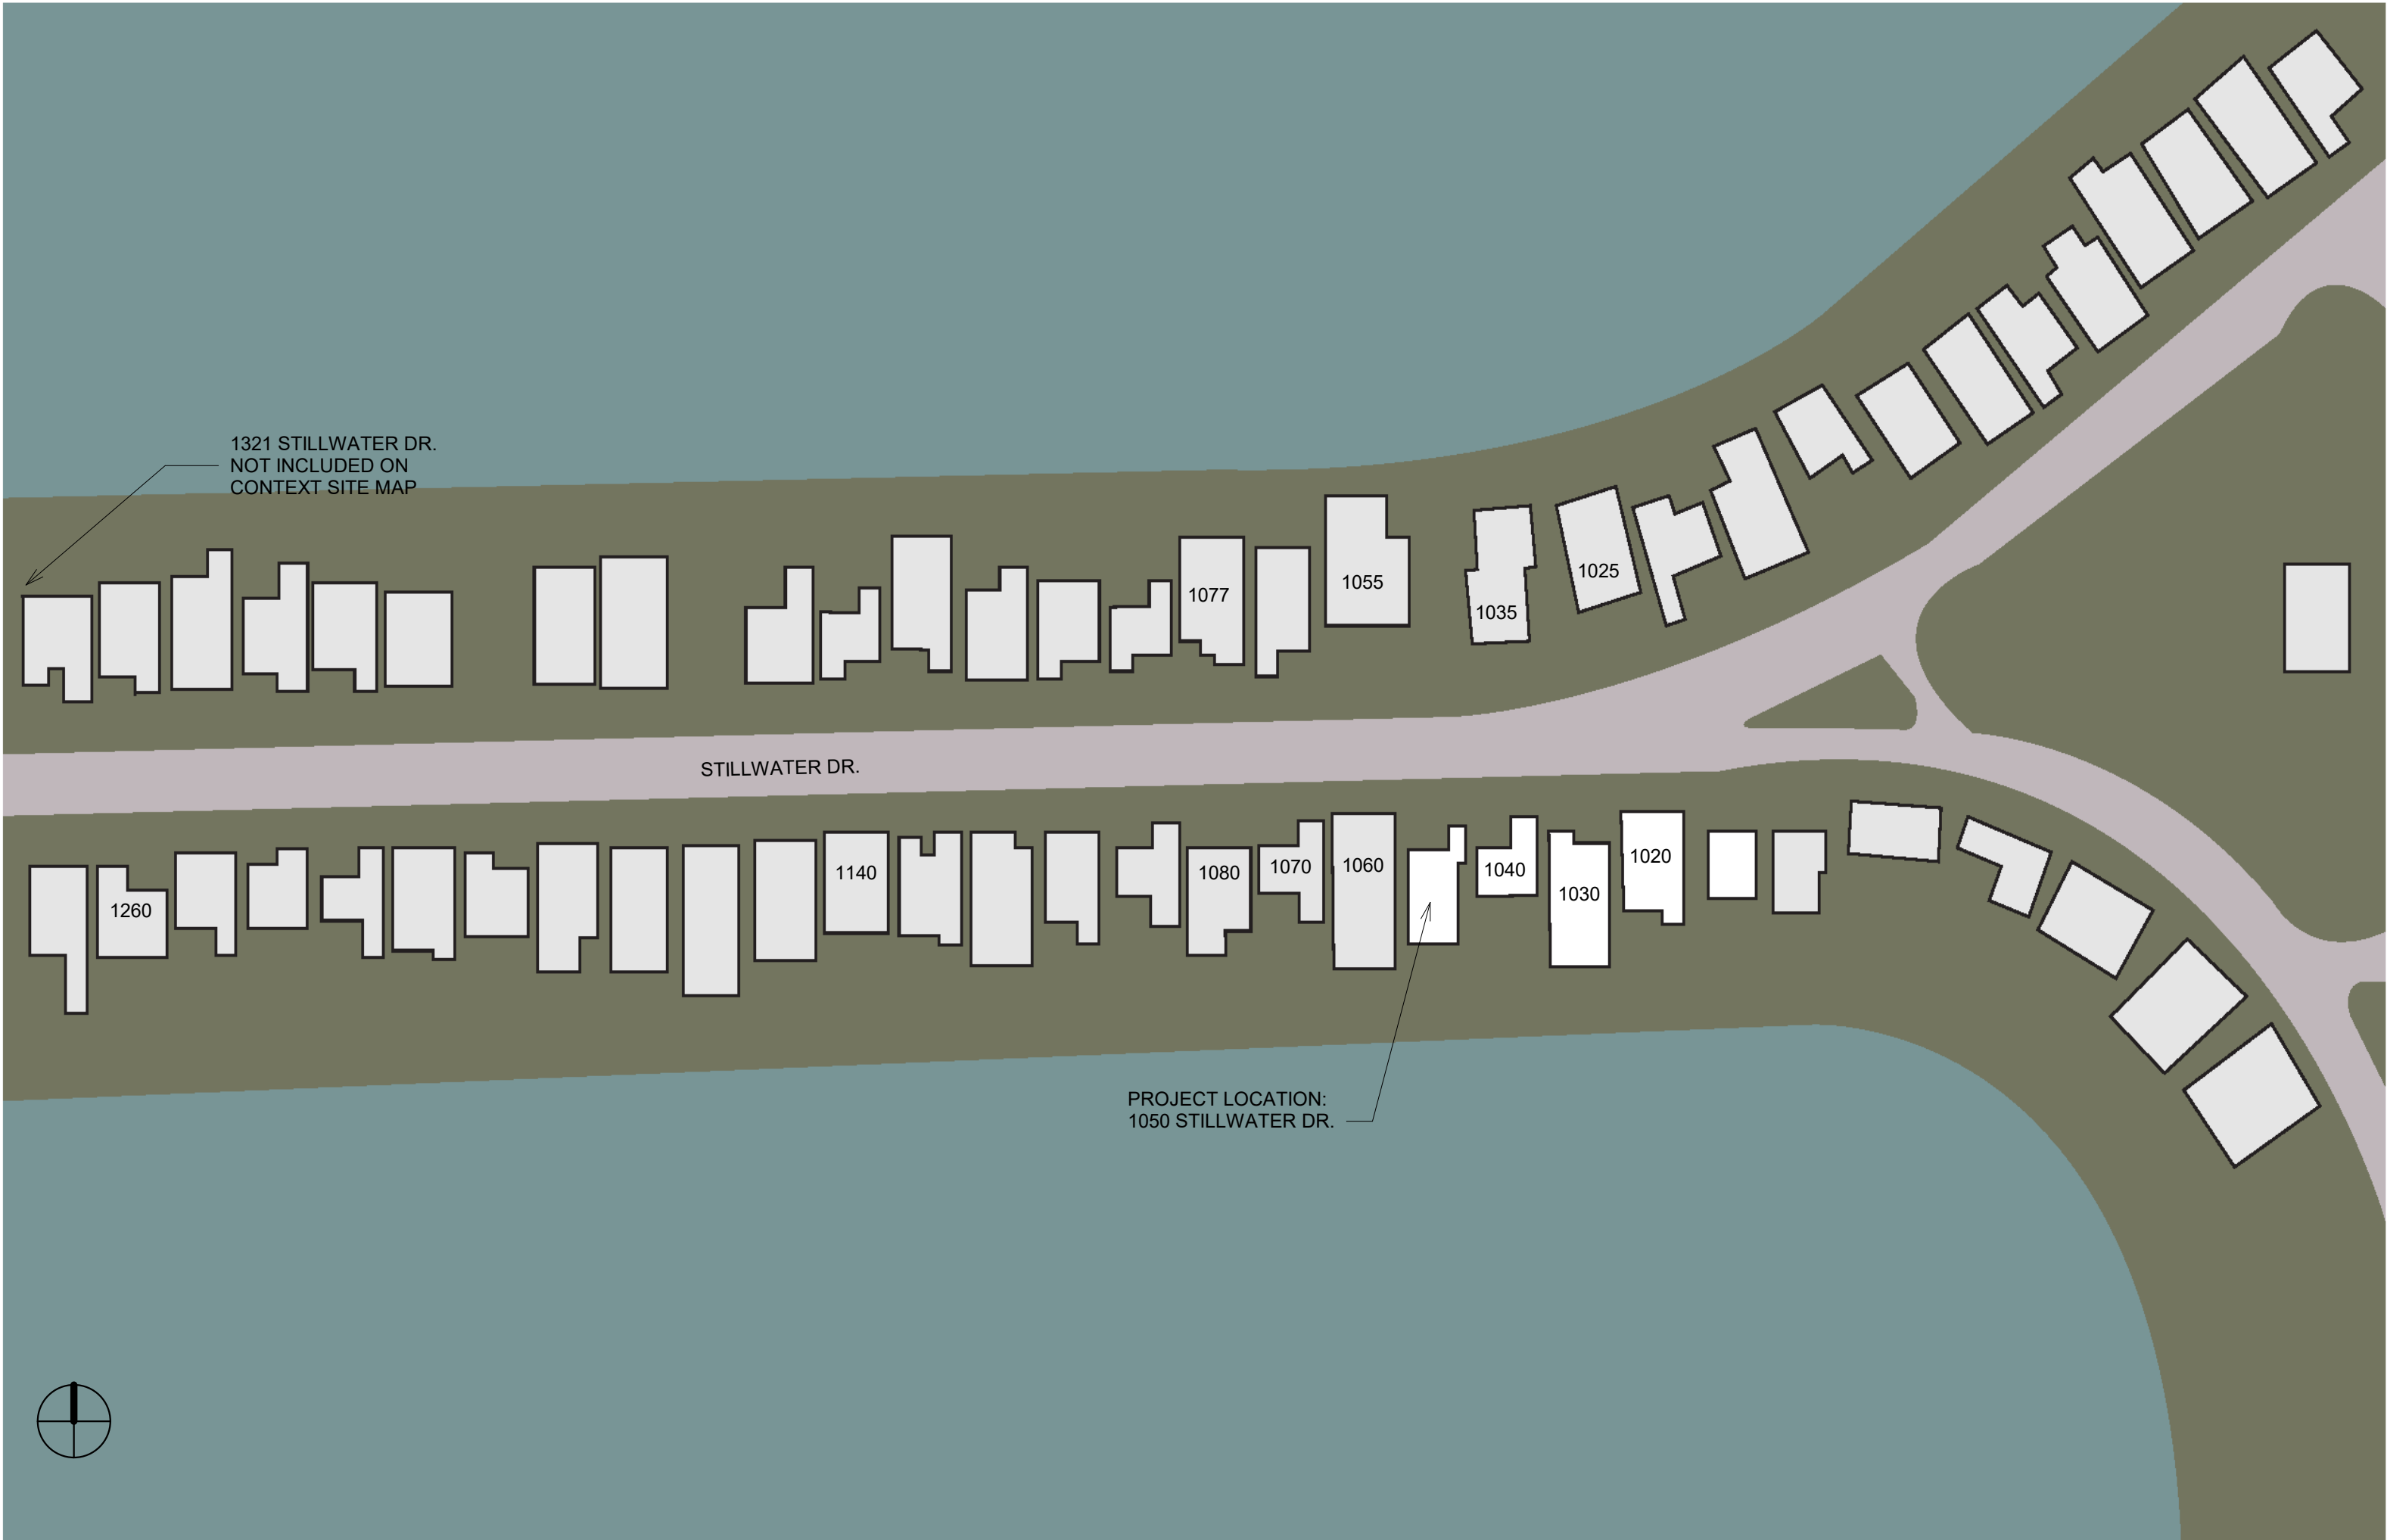 1321 STILLWATER DR.
NOT INCLUDED ON
CONTEXT SITE MAP
1077
1055
1035
1025
STILLWATER DR.
1260
1140
1080
1070
1060
1040
1030
1020
PROJECT LOCATION:
1050 STILLWATER DR.